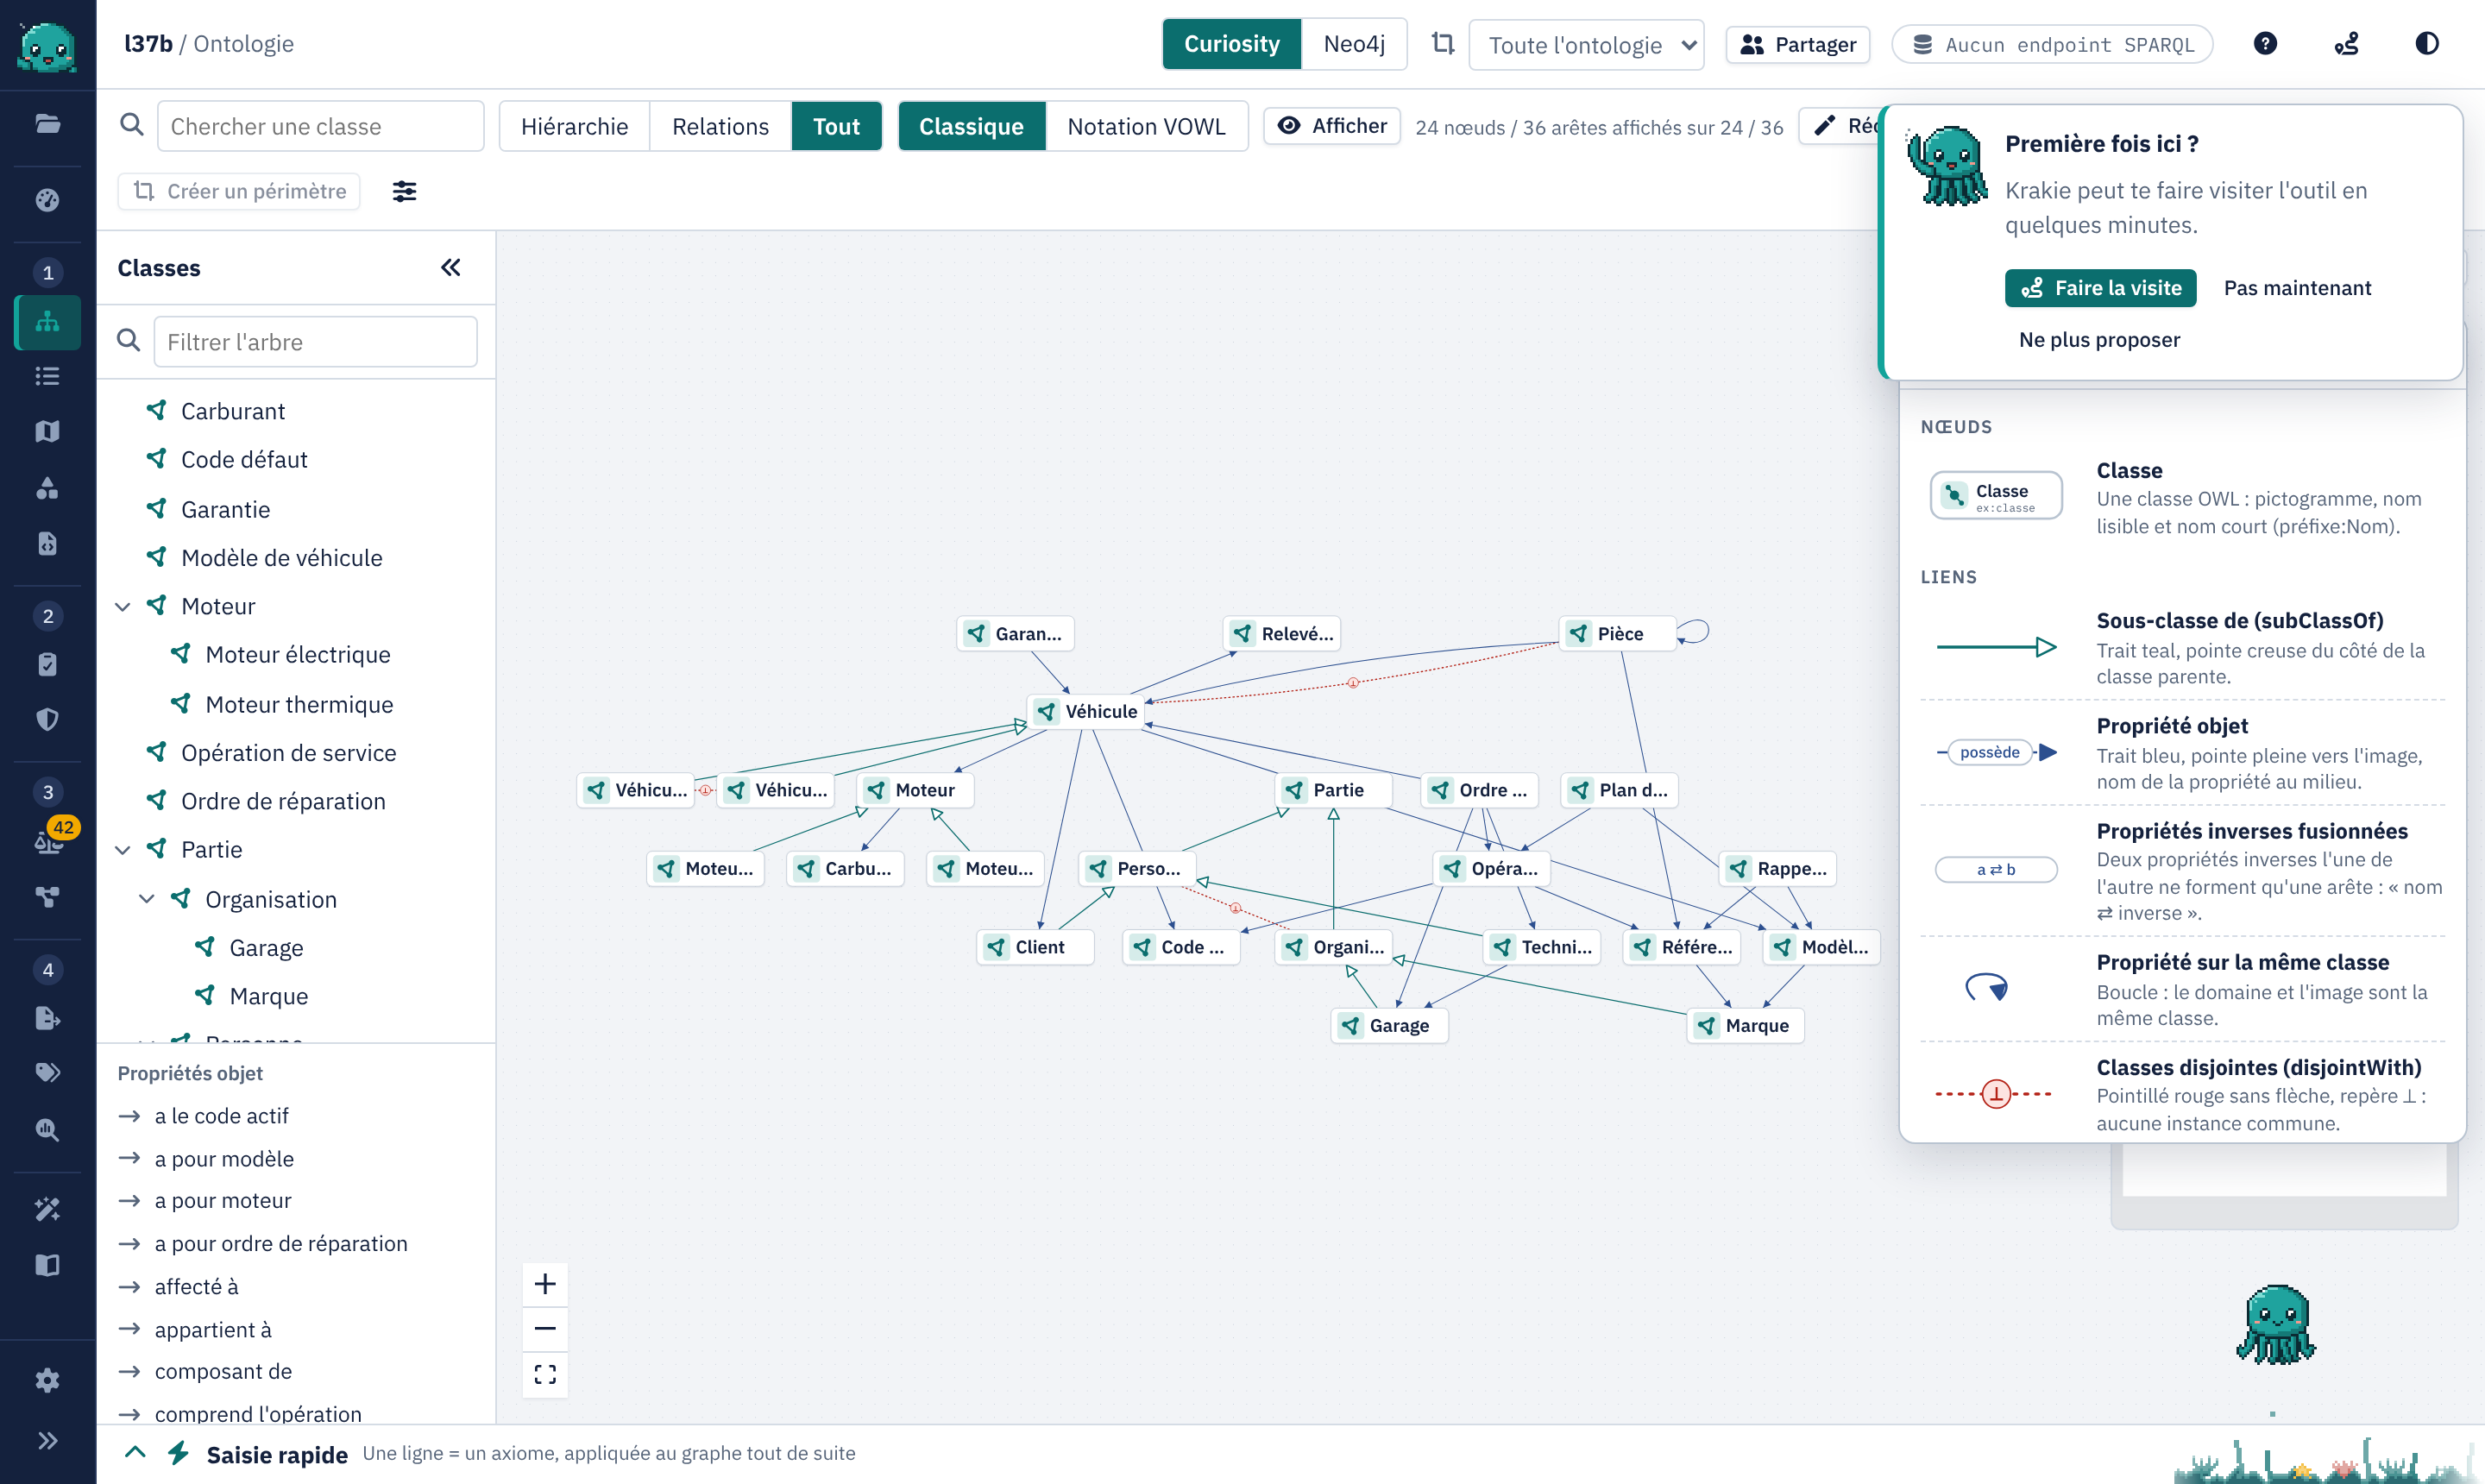 l37b / Ontologie
Curiosity
Neo4j
Toute l'ontologie
Partager
Aucun endpoint SPARQL
Chercher une classe
Hiérarchie
Relations
Tout
Classique
Notation VOWL
Afficher
24 nœuds / 36 arêtes affichés sur 24 / 36
Créer un périmètre
Première fois ici ?
Krakie peut te faire visiter l'outil en
quelques minutes.
Faire la visite
Pas maintenant
Ne plus proposer
1
2
3
42
4
Classes
Filtrer l'arbre
Carburant
Code défaut
Garantie
Modèle de véhicule
Moteur
Moteur électrique
Moteur thermique
Opération de service
Ordre de réparation
Partie
Organisation
Garage
Marque
Personne
Propriétés objet
a le code actif
a pour modèle
a pour moteur
a pour ordre de réparation
affecté à
appartient à
composant de
comprend l'opération
Garan...
Relevé...
Pièce
Véhicule
Véhicu...
Véhicu...
Moteur
Partie
Ordre ...
Plan d...
Moteu...
Carbu...
Moteu...
Perso...
Opéra...
Rappe...
Client
Code ...
Organi...
Techni...
Référe...
Modèl...
Garage
Marque
NŒUDS
Classe
ex:classe
Classe
Une classe OWL : pictogramme, nom
lisible et nom court (préfixe:Nom).
LIENS
Sous-classe de (subClassOf)
Trait teal, pointe creuse du côté de la
classe parente.
possède
Propriété objet
Trait bleu, pointe pleine vers l'image,
nom de la propriété au milieu.
a ⇄ b
Propriétés inverses fusionnées
Deux propriétés inverses l'une de
l'autre ne forment qu'une arête : « nom
⇄ inverse ».
Propriété sur la même classe
Boucle : le domaine et l'image sont la
même classe.
Classes disjointes (disjointWith)
Pointillé rouge sans flèche, repère ⊥ :
aucune instance commune.
Saisie rapide
Une ligne = un axiome, appliquée au graphe tout de suite